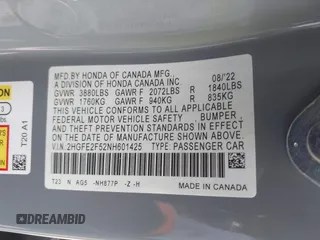 MFD. BY HONDA OF CANADA MFG. 08/'22
A DIVISION OF HONDA CANADA INC.
GVWR 3880LBS GAWR F 2072LBS R 1840LBS
GVWR 1760KG GAWR F 940KG R 835KG
THIS VEHICLE CONFORMS TO ALL APPLICABLE
FEDERAL MOTOR VEHICLE SAFETY, BUMPER,
AND THEFT PREVENTION STANDARDS IN EFFECT
ON THE DATE OF MANUFACTURE SHOWN ABOVE.
V.I.N. 2HGFE2F52NH601425 TYPE: PASSENGER CAR
T23 N AG5 -NH877P -Z -H
MADE IN CANADA
T20 A1
3
DREAMBID